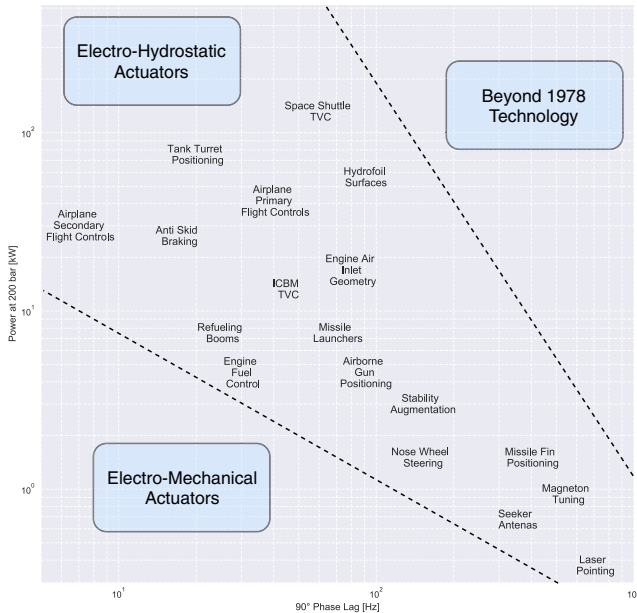 Electro-Hydrostatic
Actuators
Beyond 1978
Technology
Space Shuttle
TVC
Tank Turret
Positioning
Hydrofoil
Surfaces
Airplane
Primary
Flight Controls
Airplane
Secondary
Flight Controls
Anti Skid
Braking
Engine Air
Inlet
Geometry
ICBM
TVC
Refueling
Booms
Missile
Launchers
Engine
Fuel
Control
Airborne
Gun
Positioning
Stability
Augmentation
Nose Wheel
Steering
Missile Fin
Positioning
Electro-Mechanical
Actuators
Magneton
Tuning
Seeker
Antenas
Laser
Pointing
Power at 200 bar [kW]
10²
10¹
10⁰
10¹
10²
10
90° Phase Lag [Hz]